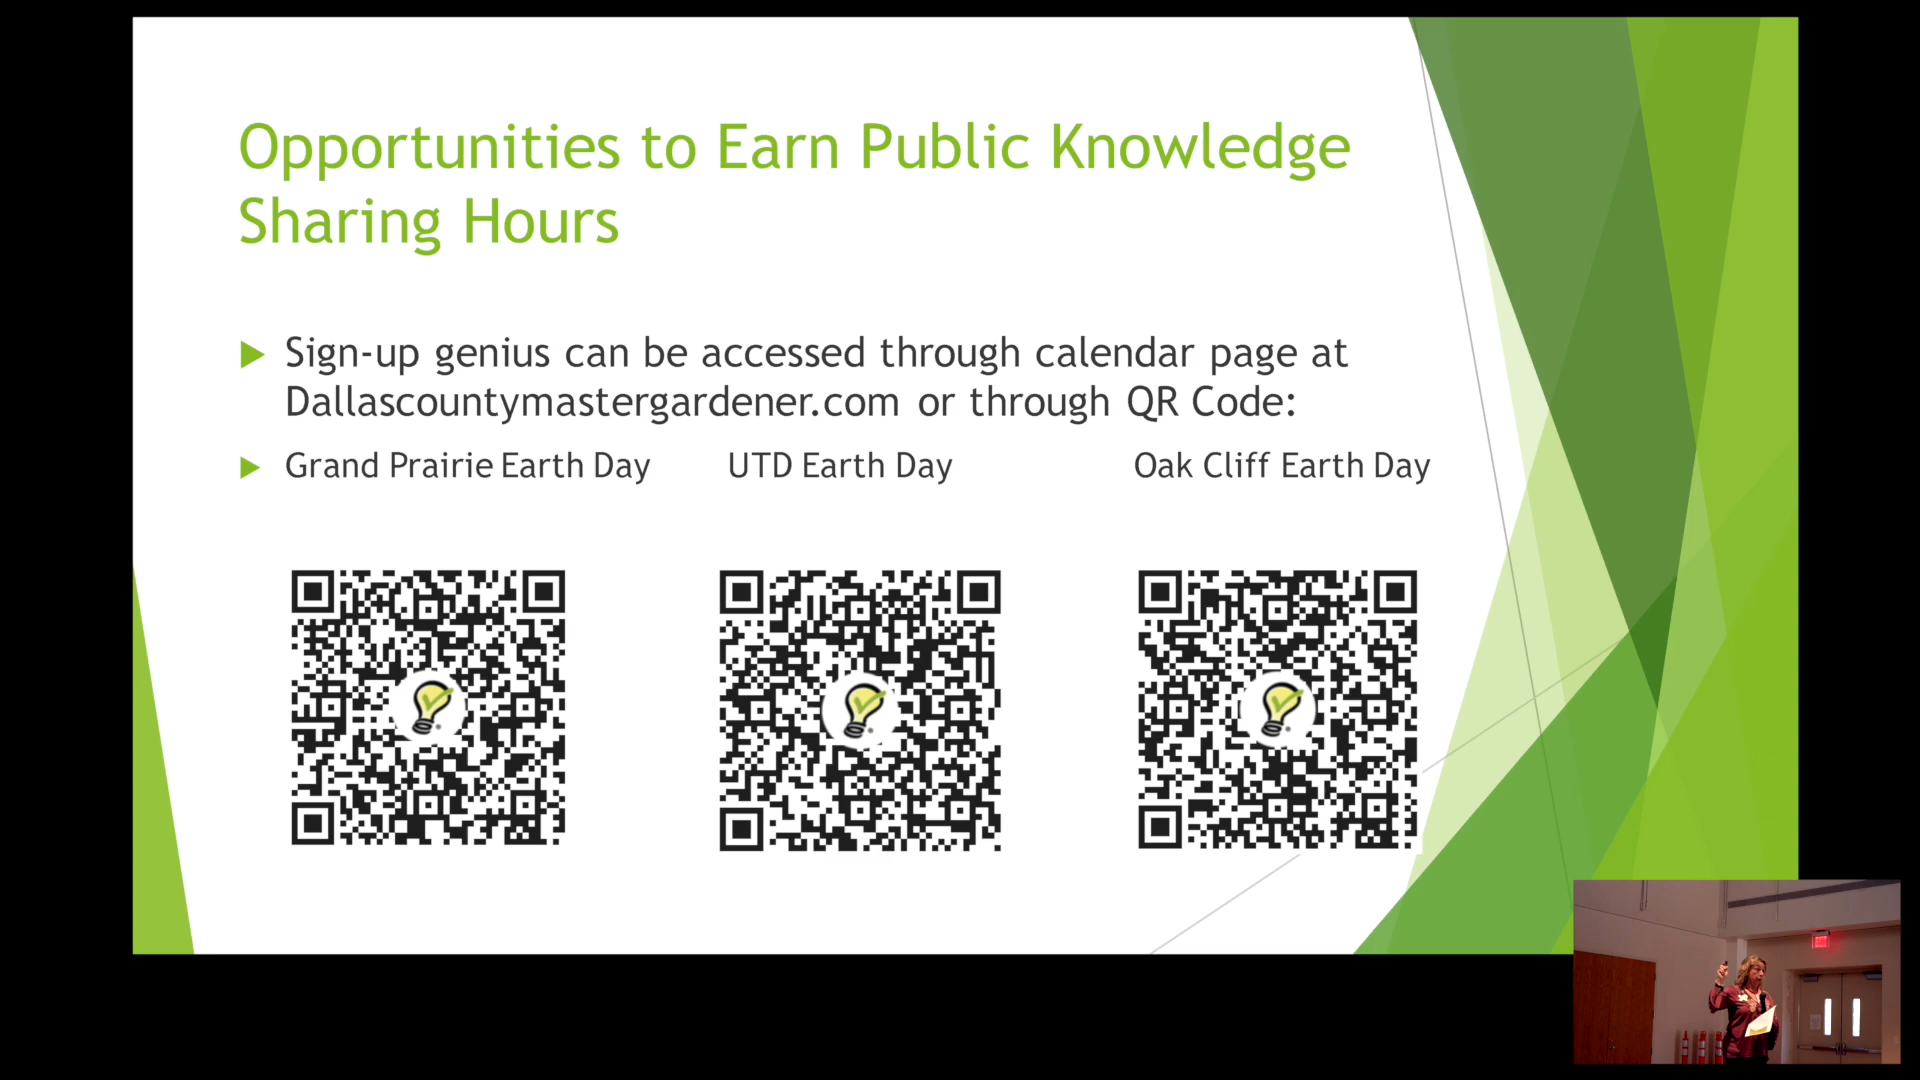 Opportunities to Earn Public Knowledge
Sharing Hours
Sign-up genius can be accessed through calendar page at
Dallascountymastergardener.com or through QR Code:
Grand Prairie Earth Day UTD Earth Day Oak Cliff Earth Day